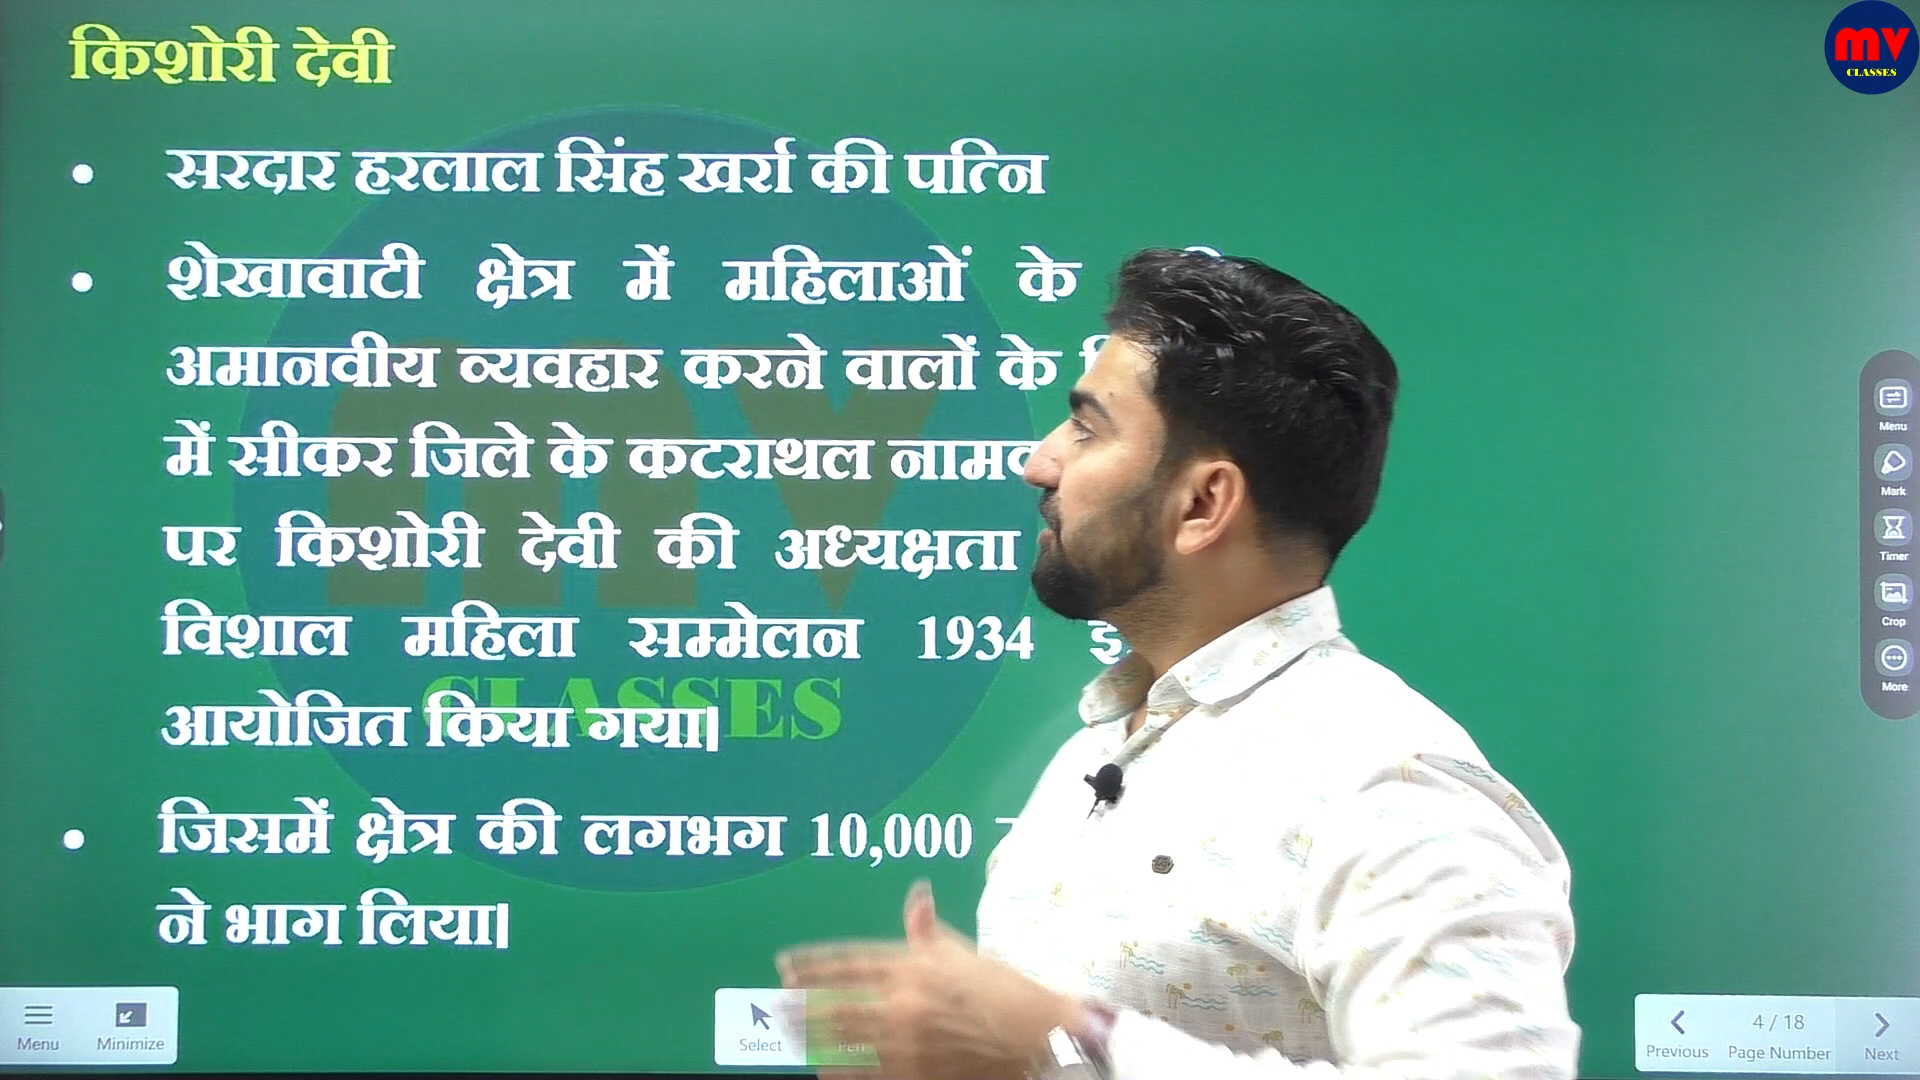 किशोरी देवी
MV
CLASSES
• सरदार हरलाल सिंह खर्रा की पत्नि
• शेखावाटी क्षेत्र में महिलाओं के
अमानवीय व्यवहार करने वालों के
में सीकर जिले के कटराथल
पर किशोरी देवी की अध्यक्षता
विशाल महिला सम्मेलन 1934
आयोजित किया गया।
CLASSES
• जिसमें क्षेत्र की लगभग 10,000
ने भाग लिया।
Menu
Mark
Timer
Crop
More
Menu
Minimize
Select
Pen
4 / 18
Previous
Page Number
Next